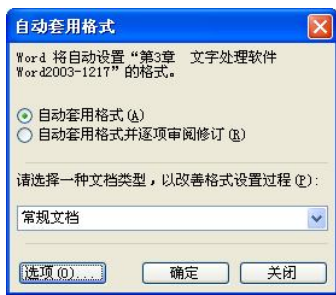 自动套用格式
Word 将自动设置“第3章 文字处理软件
Word2003-1217”的格式。
自动套用格式(A)
自动套用格式并逐项审阅修订(R)
请选择一种文档类型，以改善格式设置过程(P):
常规文档
选项(O)... 确定 关闭